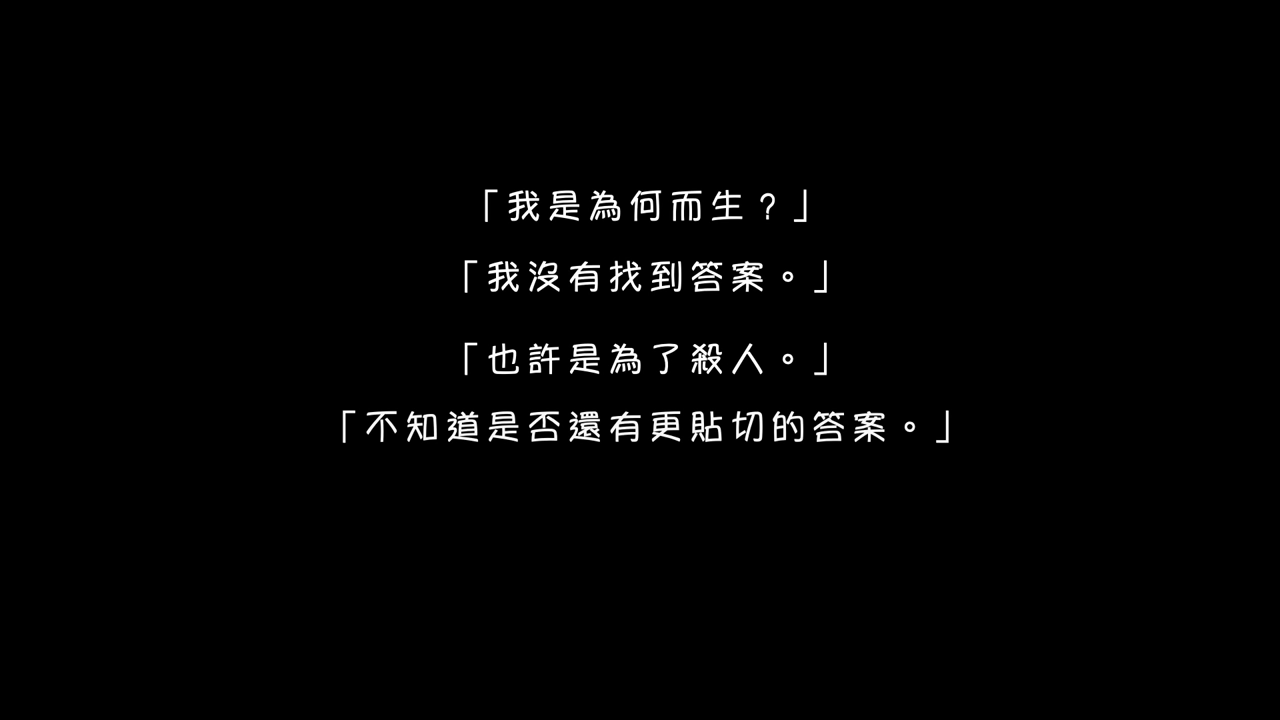 「我是為何而生？」
「我沒有找到答案。」
「也許是為了殺人。」
「不知道是否還有更貼切的答案。」